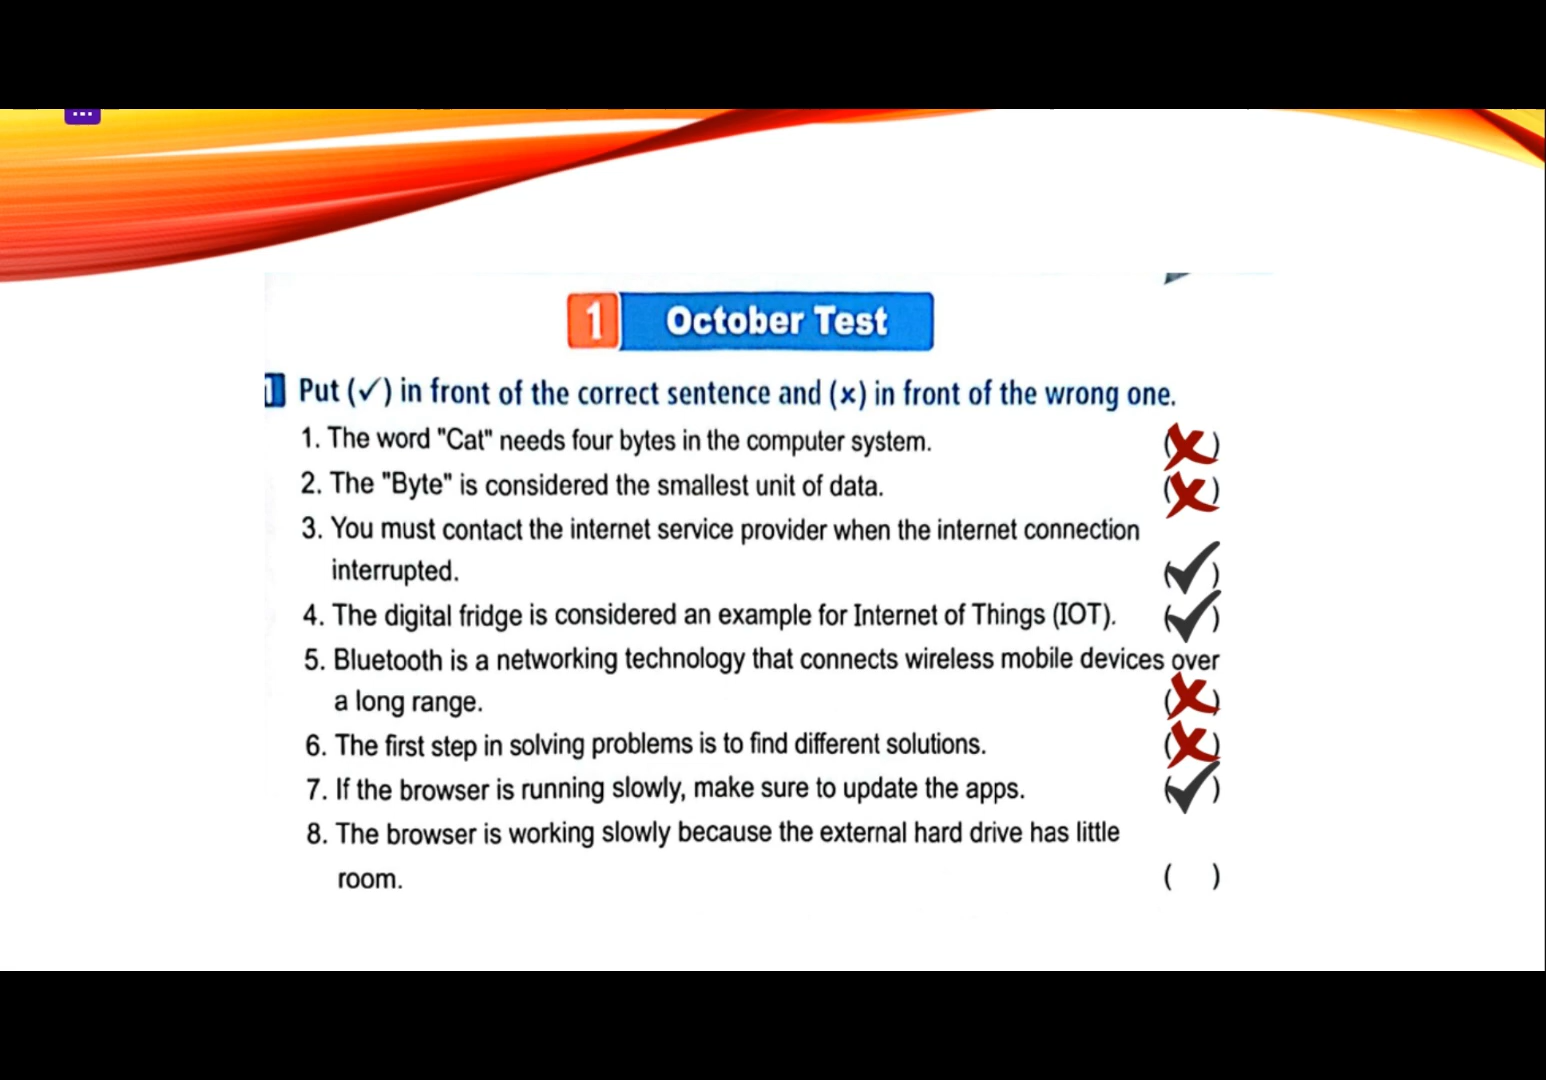 1 October Test
1 Put (✓) in front of the correct sentence and (x) in front of the wrong one.
1. The word "Cat" needs four bytes in the computer system. (✗)
2. The "Byte" is considered the smallest unit of data. (✗)
3. You must contact the internet service provider when the internet connection
interrupted. (✓)
4. The digital fridge is considered an example for Internet of Things (IOT). (✓)
5. Bluetooth is a networking technology that connects wireless mobile devices over
a long range. (✗)
6. The first step in solving problems is to find different solutions. (✗)
7. If the browser is running slowly, make sure to update the apps. (✓)
8. The browser is working slowly because the external hard drive has little
room. ( )